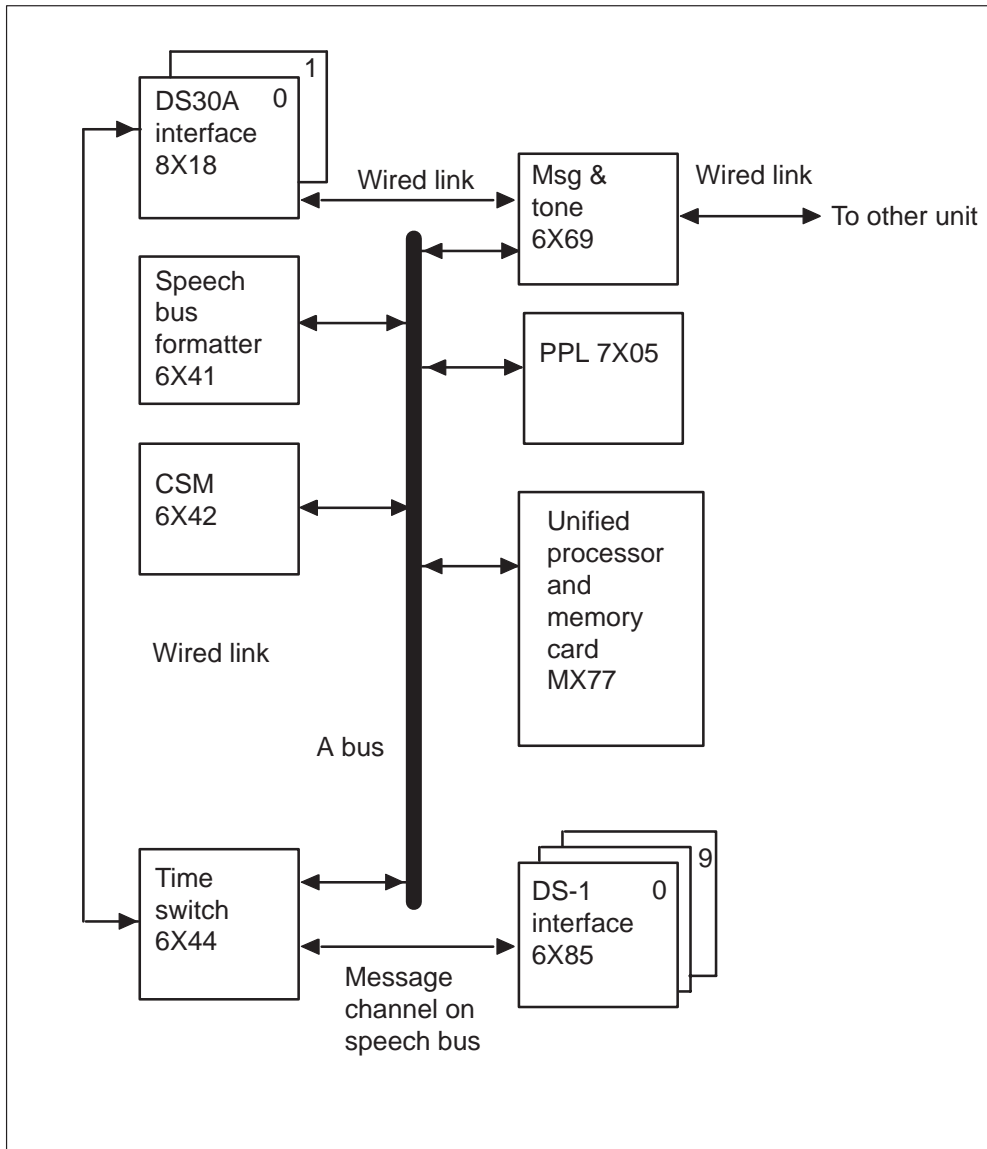 1
DS30A 0
interface
8X18
Wired link
Msg &
tone
6X69
Wired link
To other unit
Speech
bus
formatter
6X41
PPL 7X05
CSM
6X42
Unified
processor
and
memory
card
MX77
Wired link
A bus
Time
switch
6X44
9
DS-1 0
interface
6X85
Message
channel on
speech bus